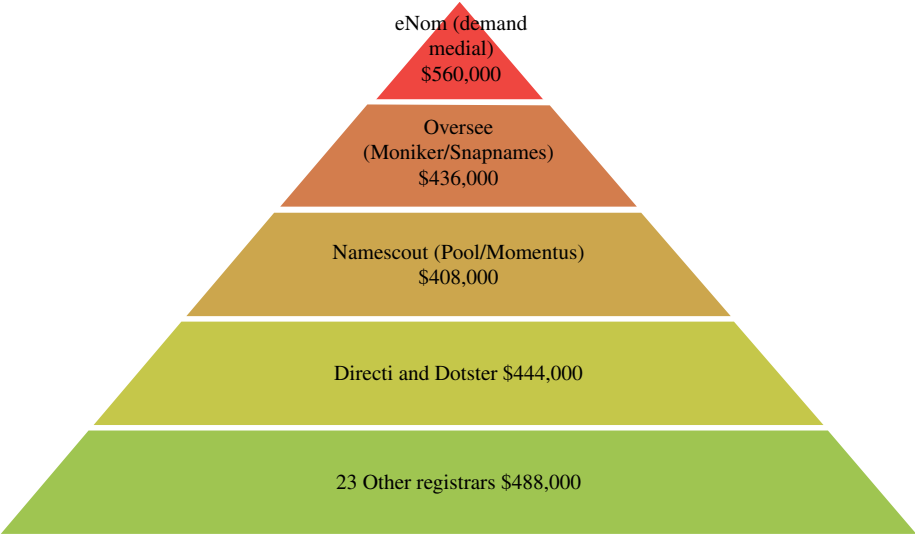 eNom (demand
medial)
$560,000
Oversee
(Moniker/Snapnames)
$436,000
Namescout (Pool/Momentus)
$408,000
Directi and Dotster $444,000
23 Other registrars $488,000